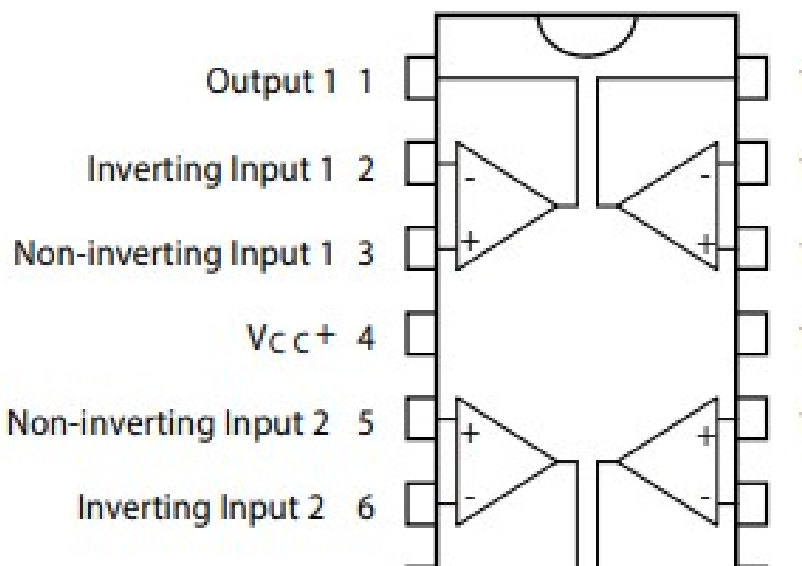 Output 1 1
Inverting Input 1 2
- -
Non-inverting Input 1 3
+ +
VCC+ 4
Non-inverting Input 2 5
+ +
Inverting Input 2 6
- -